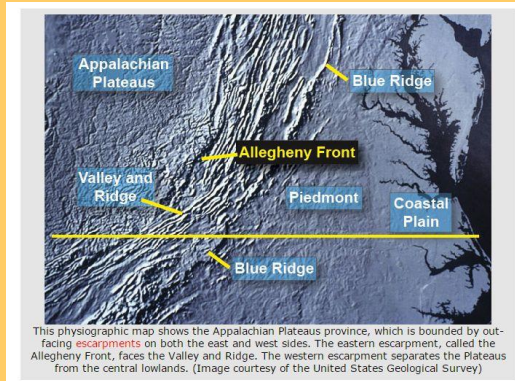 Appalachian
Plateaus
Blue Ridge
Allegheny Front
Valley and
Ridge
Piedmont
Coastal
Plain
Blue Ridge
This physiographic map shows the Appalachian Plateaus province, which is bounded by out-
facing escarpments on both the east and west sides. The eastern escarpment, called the
Allegheny Front, faces the Valley and Ridge. The western escarpment separates the Plateaus
from the central lowlands. (Image courtesy of the United States Geological Survey)